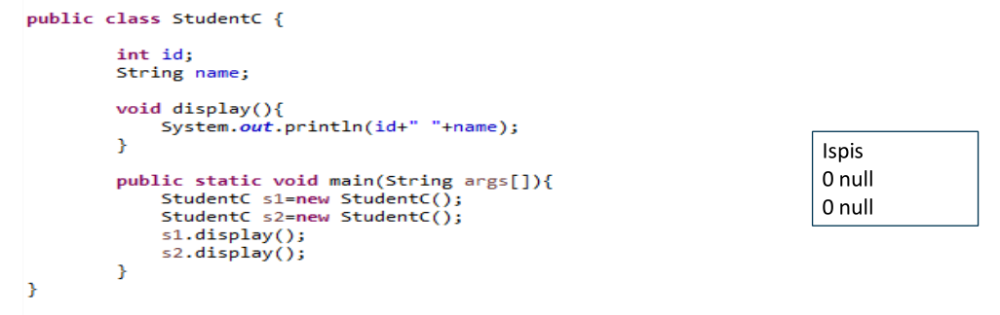 public class StudentC {
int id;
String name;
void display(){
System.out.println(id+" "+name);
}
public static void main(String args[]){
StudentC s1=new StudentC();
StudentC s2=new StudentC();
s1.display();
s2.display();
}
}
Ispis
0 null
0 null